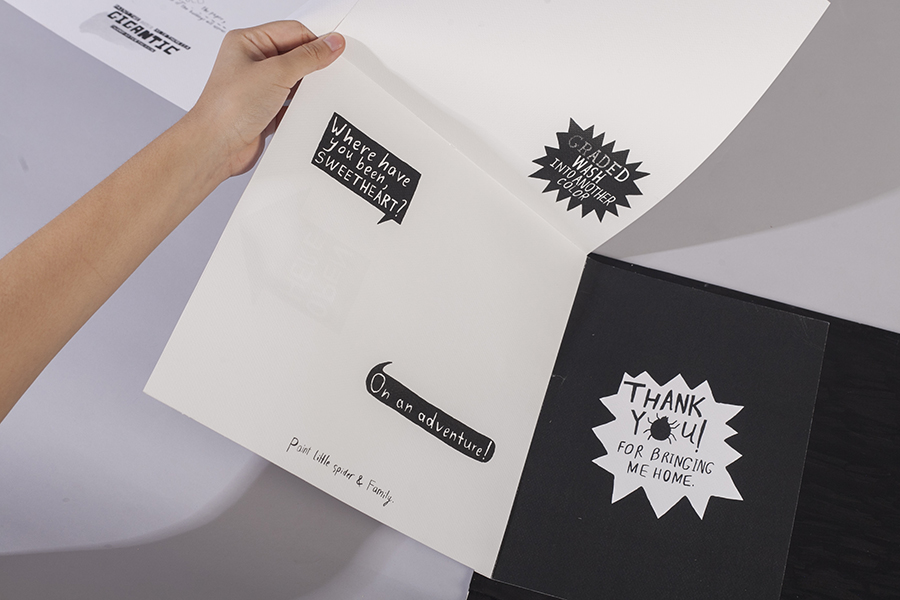 GIGANTIC
Where have
you been,
SWEETHEART?
GRADED
WASH
INTO ANOTHER
COLOR
On an adventure!
Paint little spider & Family.
THANK
YOU!
FOR BRINGING
ME HOME.